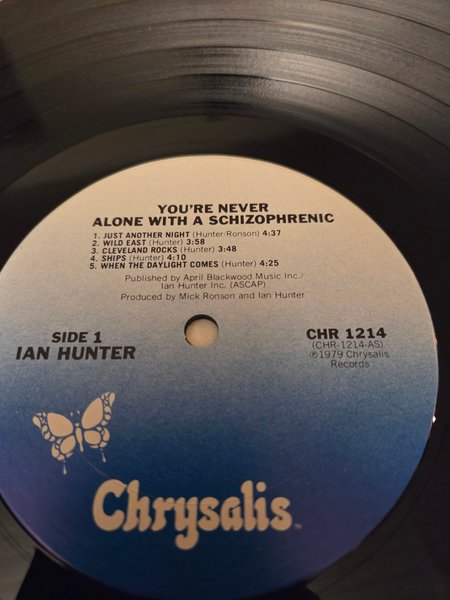 YOU'RE NEVER
ALONE WITH A SCHIZOPHRENIC
1. JUST ANOTHER NIGHT (Hunter/Ronson) 4:37
2. WILD EAST (Hunter) 3:58
3. CLEVELAND ROCKS (Hunter) 3:48
4. SHIPS (Hunter) 4:10
5. WHEN THE DAYLIGHT COMES (Hunter) 4:25
Published by April Blackwood Music Inc./
Ian Hunter Inc. (ASCAP)
Produced by Mick Ronson and Ian Hunter
SIDE 1
IAN HUNTER
CHR 1214
(CHR-1214-AS)
℗1979 Chrysalis
Records
Chrysalis™